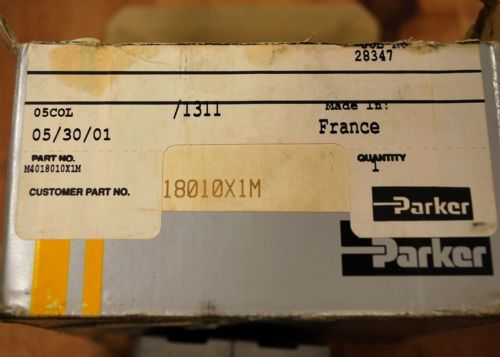 28347
05COL /1311 Made In:
05/30/01 France
PART NO. QUANTITY
M4018010X1M 1
CUSTOMER PART NO. 18010X1M
Parker
Parker